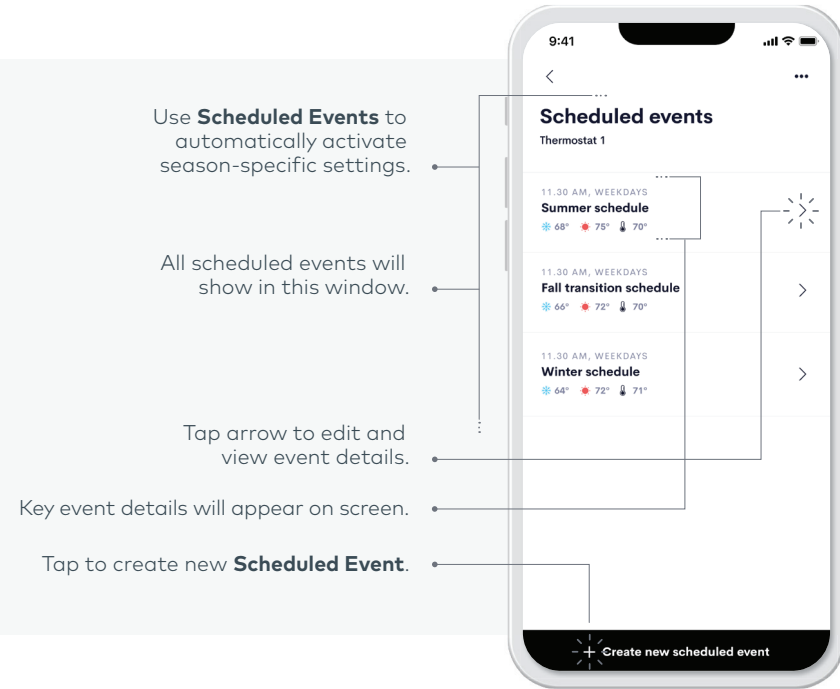 Use Scheduled Events to
automatically activate
season-specific settings.
All scheduled events will
show in this window.
Tap arrow to edit and
view event details.
Key event details will appear on screen.
Tap to create new Scheduled Event.
9:41
Scheduled events
Thermostat 1
11.30 AM, WEEKDAYS
Summer schedule
68° 75° 70°
11.30 AM, WEEKDAYS
Fall transition schedule
66° 72° 70°
11.30 AM, WEEKDAYS
Winter schedule
64° 72° 71°
+ Create new scheduled event